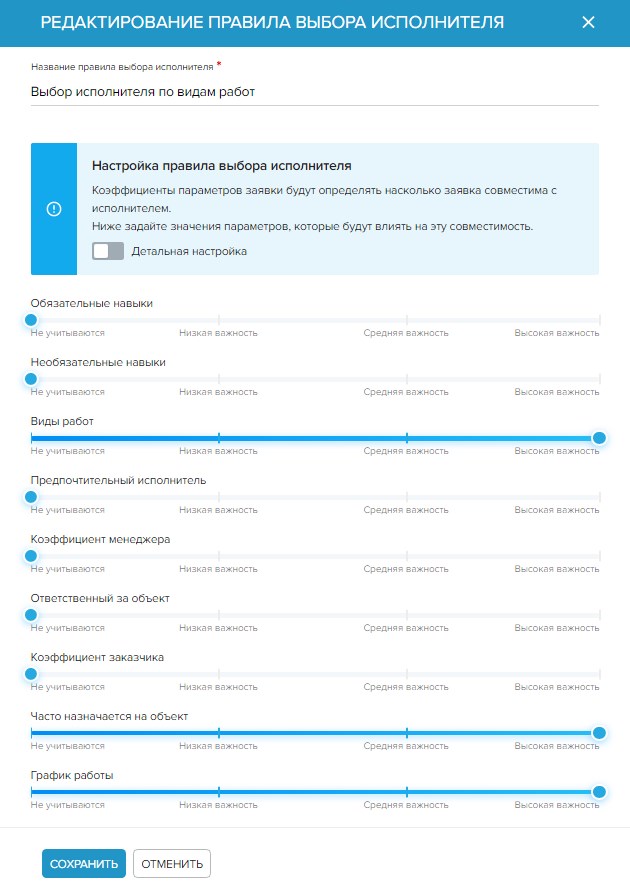 РЕДАКТИРОВАНИЕ ПРАВИЛА ВЫБОРА ИСПОЛНИТЕЛЯ
Название правила выбора исполнителя *
Выбор исполнителя по видам работ
Настройка правила выбора исполнителя
Коэффициенты параметров заявки будут определять насколько заявка совместима с
исполнителем.
Ниже задайте значения параметров, которые будут влиять на эту совместимость.
Детальная настройка
Обязательные навыки
Не учитываются Низкая важность Средняя важность Высокая важность
Необязательные навыки
Не учитываются Низкая важность Средняя важность Высокая важность
Виды работ
Не учитываются Низкая важность Средняя важность Высокая важность
Предпочтительный исполнитель
Не учитываются Низкая важность Средняя важность Высокая важность
Коэффициент менеджера
Не учитываются Низкая важность Средняя важность Высокая важность
Ответственный за объект
Не учитываются Низкая важность Средняя важность Высокая важность
Коэффициент заказчика
Не учитываются Низкая важность Средняя важность Высокая важность
Часто назначается на объект
Не учитываются Низкая важность Средняя важность Высокая важность
График работы
Не учитываются Низкая важность Средняя важность Высокая важность
СОХРАНИТЬ ОТМЕНИТЬ